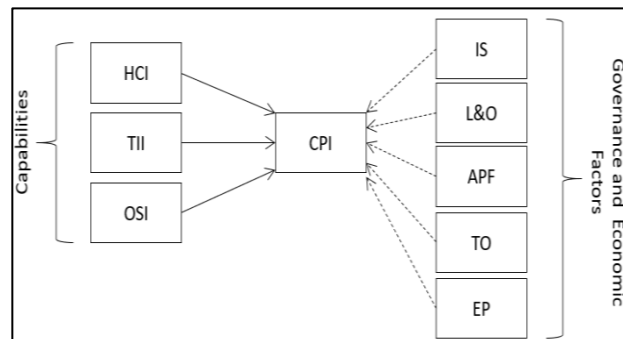 Capabilities
HCI
TII
OSI
CPI
IS
L&O
APF
TO
EP
Governance and Economic
Factors